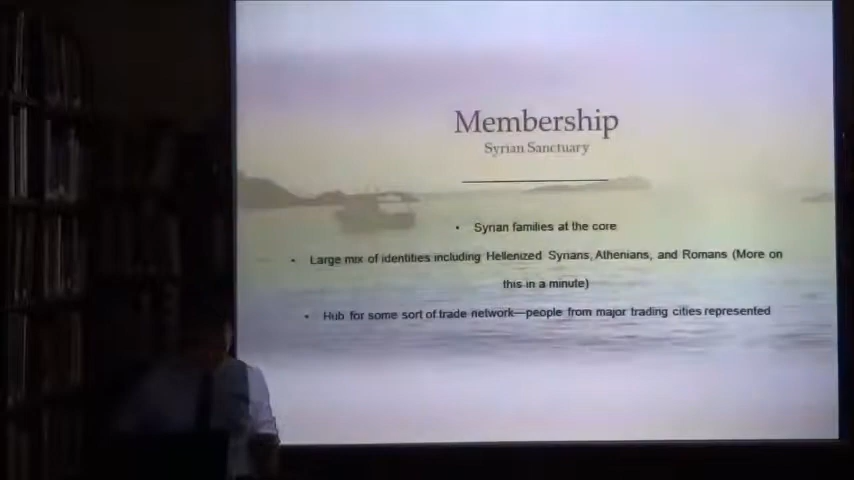 Membership
Syrian Sanctuary
• Syrian families at the core
• Large mix of identities including Hellenized Syrians, Athenians, and Romans (More on
this in a minute)
• Hub for some sort of trade network—people from major trading cities represented